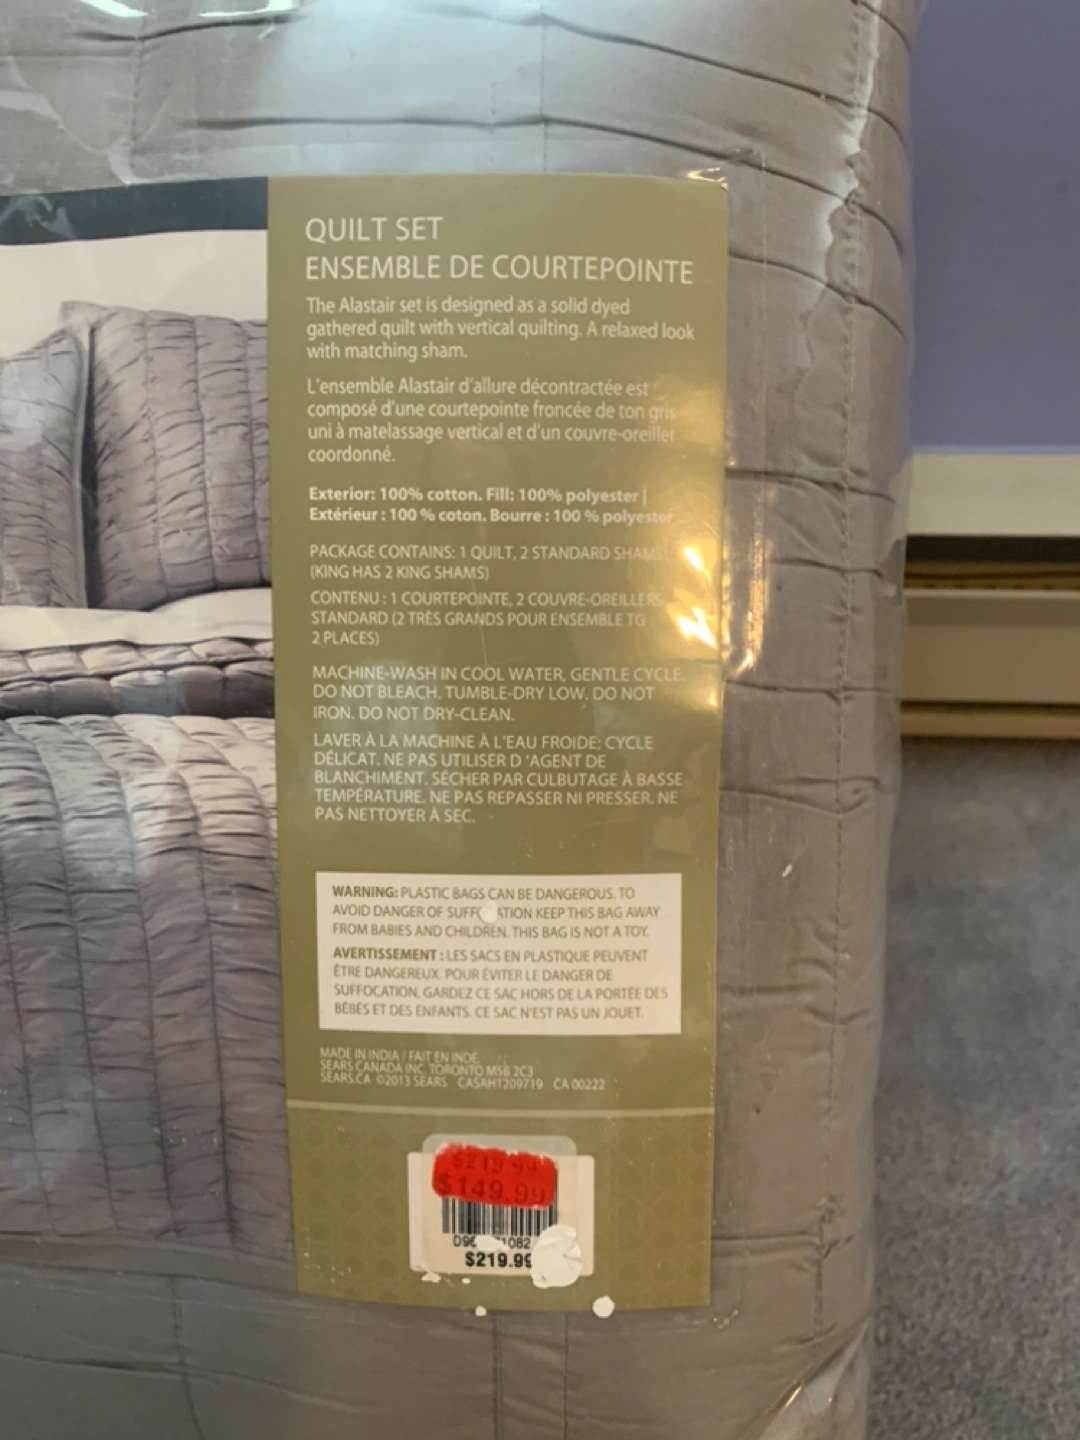 QUILT SET
ENSEMBLE DE COURTEPOINTE
The Alastair set is designed as a solid dyed
gathered quilt with vertical quilting. A relaxed look
with matching sham.
L'ensemble Alastair d'allure décontractée est
composé d'une courtepointe froncée de ton gris
uni à matelassage vertical et d'un couvre-oreiller
coordonné.
Exterior: 100% cotton. Fill: 100% polyester |
Extérieur : 100 % coton. Bourre : 100 % polyester
PACKAGE CONTAINS: 1 QUILT, 2 STANDARD SHAMS
(KING HAS 2 KING SHAMS)
CONTENU : 1 COURTEPOINTE, 2 COUVRE-OREILLERS
STANDARD (2 TRÈS GRANDS POUR ENSEMBLE TG
2 PLACES)
MACHINE-WASH IN COOL WATER, GENTLE CYCLE.
DO NOT BLEACH. TUMBLE-DRY LOW. DO NOT
IRON. DO NOT DRY-CLEAN.
LAVER À LA MACHINE À L'EAU FROIDE; CYCLE
DÉLICAT. NE PAS UTILISER D 'AGENT DE
BLANCHIMENT. SÉCHER PAR CULBUTAGE À BASSE
TEMPÉRATURE. NE PAS REPASSER NI PRESSER. NE
PAS NETTOYER À SEC.
WARNING: PLASTIC BAGS CAN BE DANGEROUS. TO
AVOID DANGER OF SUFFOCATION KEEP THIS BAG AWAY
FROM BABIES AND CHILDREN. THIS BAG IS NOT A TOY.
AVERTISSEMENT : LES SACS EN PLASTIQUE PEUVENT
ÊTRE DANGEREUX. POUR ÉVITER LE DANGER DE
SUFFOCATION, GARDEZ CE SAC HORS DE LA PORTÉE DES
BÉBÉS ET DES ENFANTS. CE SAC N'EST PAS UN JOUET.
MADE IN INDIA / FAIT EN INDE
SEARS CANADA INC. TORONTO M5B 2C3
SEARS.CA ©2013 SEARS CASAH1209719 CA 00222
$219.99
$149.99
$219.99